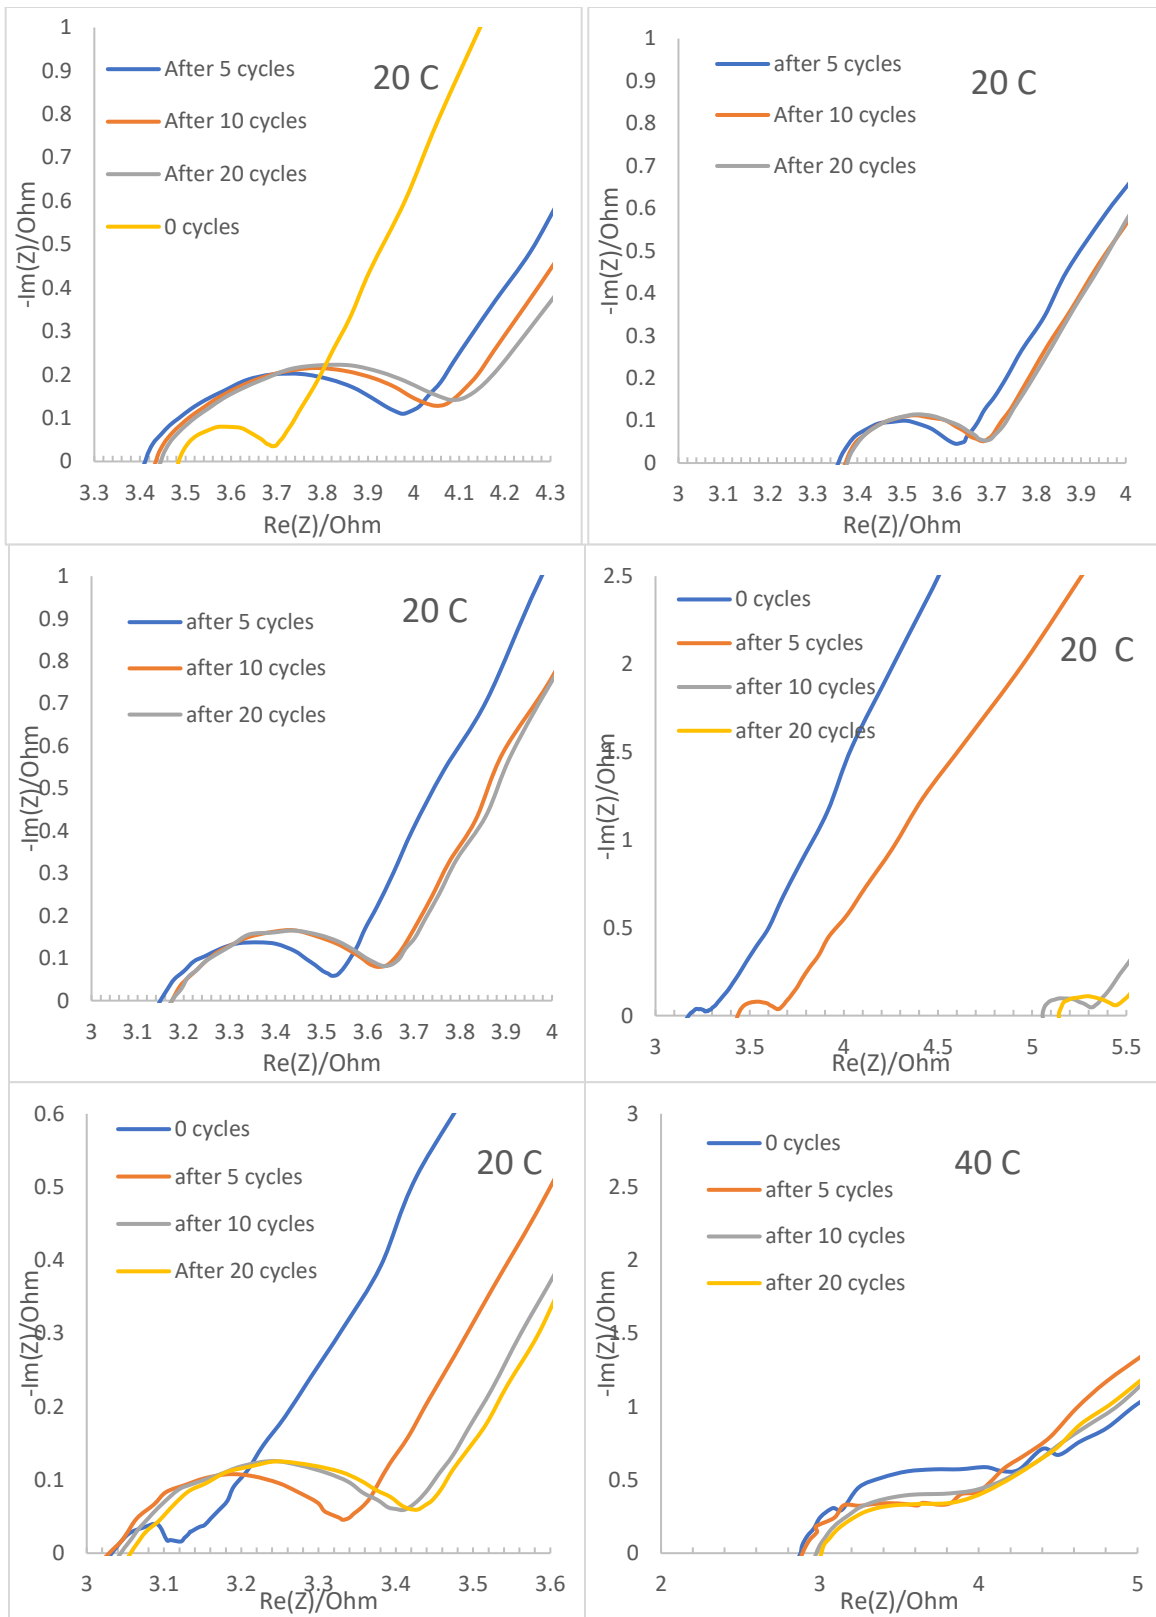 1
0.9
0.8
0.7
0.6
0.5
0.4
0.3
0.2
0.1
0
-Im(Z)/Ohm
After 5 cycles
After 10 cycles
After 20 cycles
0 cycles
20 C
3.3 3.4 3.5 3.6 3.7 3.8 3.9 4 4.1 4.2 4.3
Re(Z)/Ohm
1
0.9
0.8
0.7
0.6
0.5
0.4
0.3
0.2
0.1
0
-Im(Z)/Ohm
after 5 cycles
After 10 cycles
After 20 cycles
20 C
3 3.1 3.2 3.3 3.4 3.5 3.6 3.7 3.8 3.9 4
Re(Z)/Ohm
1
0.9
0.8
0.7
0.6
0.5
0.4
0.3
0.2
0.1
0
-Im(Z)/Ohm
after 5 cycles
after 10 cycles
after 20 cycles
20 C
3 3.1 3.2 3.3 3.4 3.5 3.6 3.7 3.8 3.9 4
Re(Z)/Ohm
2.5
2
1.5
1
0.5
0
-Im(Z)/Ohm
0 cycles
after 5 cycles
after 10 cycles
after 20 cycles
20 C
3 3.5 4 4.5 5 5.5
Re(Z)/Ohm
0.6
0.5
0.4
0.3
0.2
0.1
0
-Im(Z)/Ohm
0 cycles
after 5 cycles
after 10 cycles
After 20 cycles
20 C
3 3.1 3.2 3.3 3.4 3.5 3.6
Re(Z)/Ohm
3
2.5
2
1.5
1
0.5
0
-Im(Z)/Ohm
0 cycles
after 5 cycles
after 10 cycles
after 20 cycles
40 C
2 3 4 5
Re(Z)/Ohm